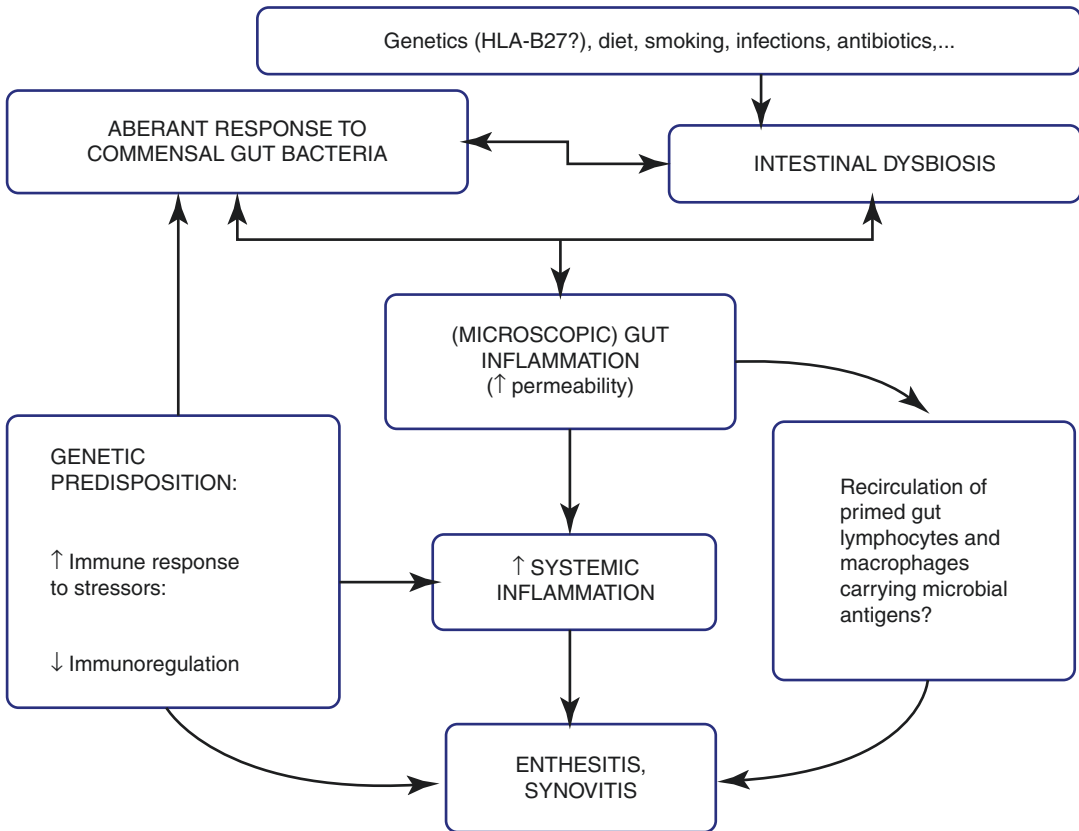 Genetics (HLA-B27?), diet, smoking, infections, antibiotics,...
ABERANT RESPONSE TO
COMMENSAL GUT BACTERIA
INTESTINAL DYSBIOSIS
(MICROSCOPIC) GUT
INFLAMMATION
(↑ permeability)
GENETIC
PREDISPOSITION:
↑ Immune response
to stressors:
↓ Immunoregulation
↑ SYSTEMIC
INFLAMMATION
Recirculation of
primed gut
lymphocytes and
macrophages
carrying microbial
antigens?
ENTHESITIS,
SYNOVITIS